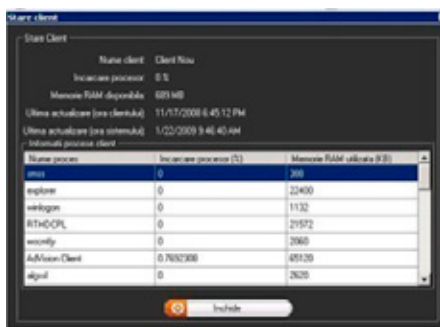 Stare client
Stare Client
Nume client Client Nou
Incarcare procesor 0 %
Memorie RAM disponibila 689 MB
Ultima actualizare (ora clientului) 11/17/2008 6:45:12 PM
Ultima actualizare (ora sistemului) 1/22/2009 9:46:40 AM
Informatii procese client
Nume proces Incarcare procesor (%) Memorie RAM utilizata (KB)
smss 0 388
explorer 0 22400
winlogon 0 1132
RTHDCPL 0 21572
wscntfy 0 2060
AdVision Client 0.7692308 65120
0 2620
Inchide